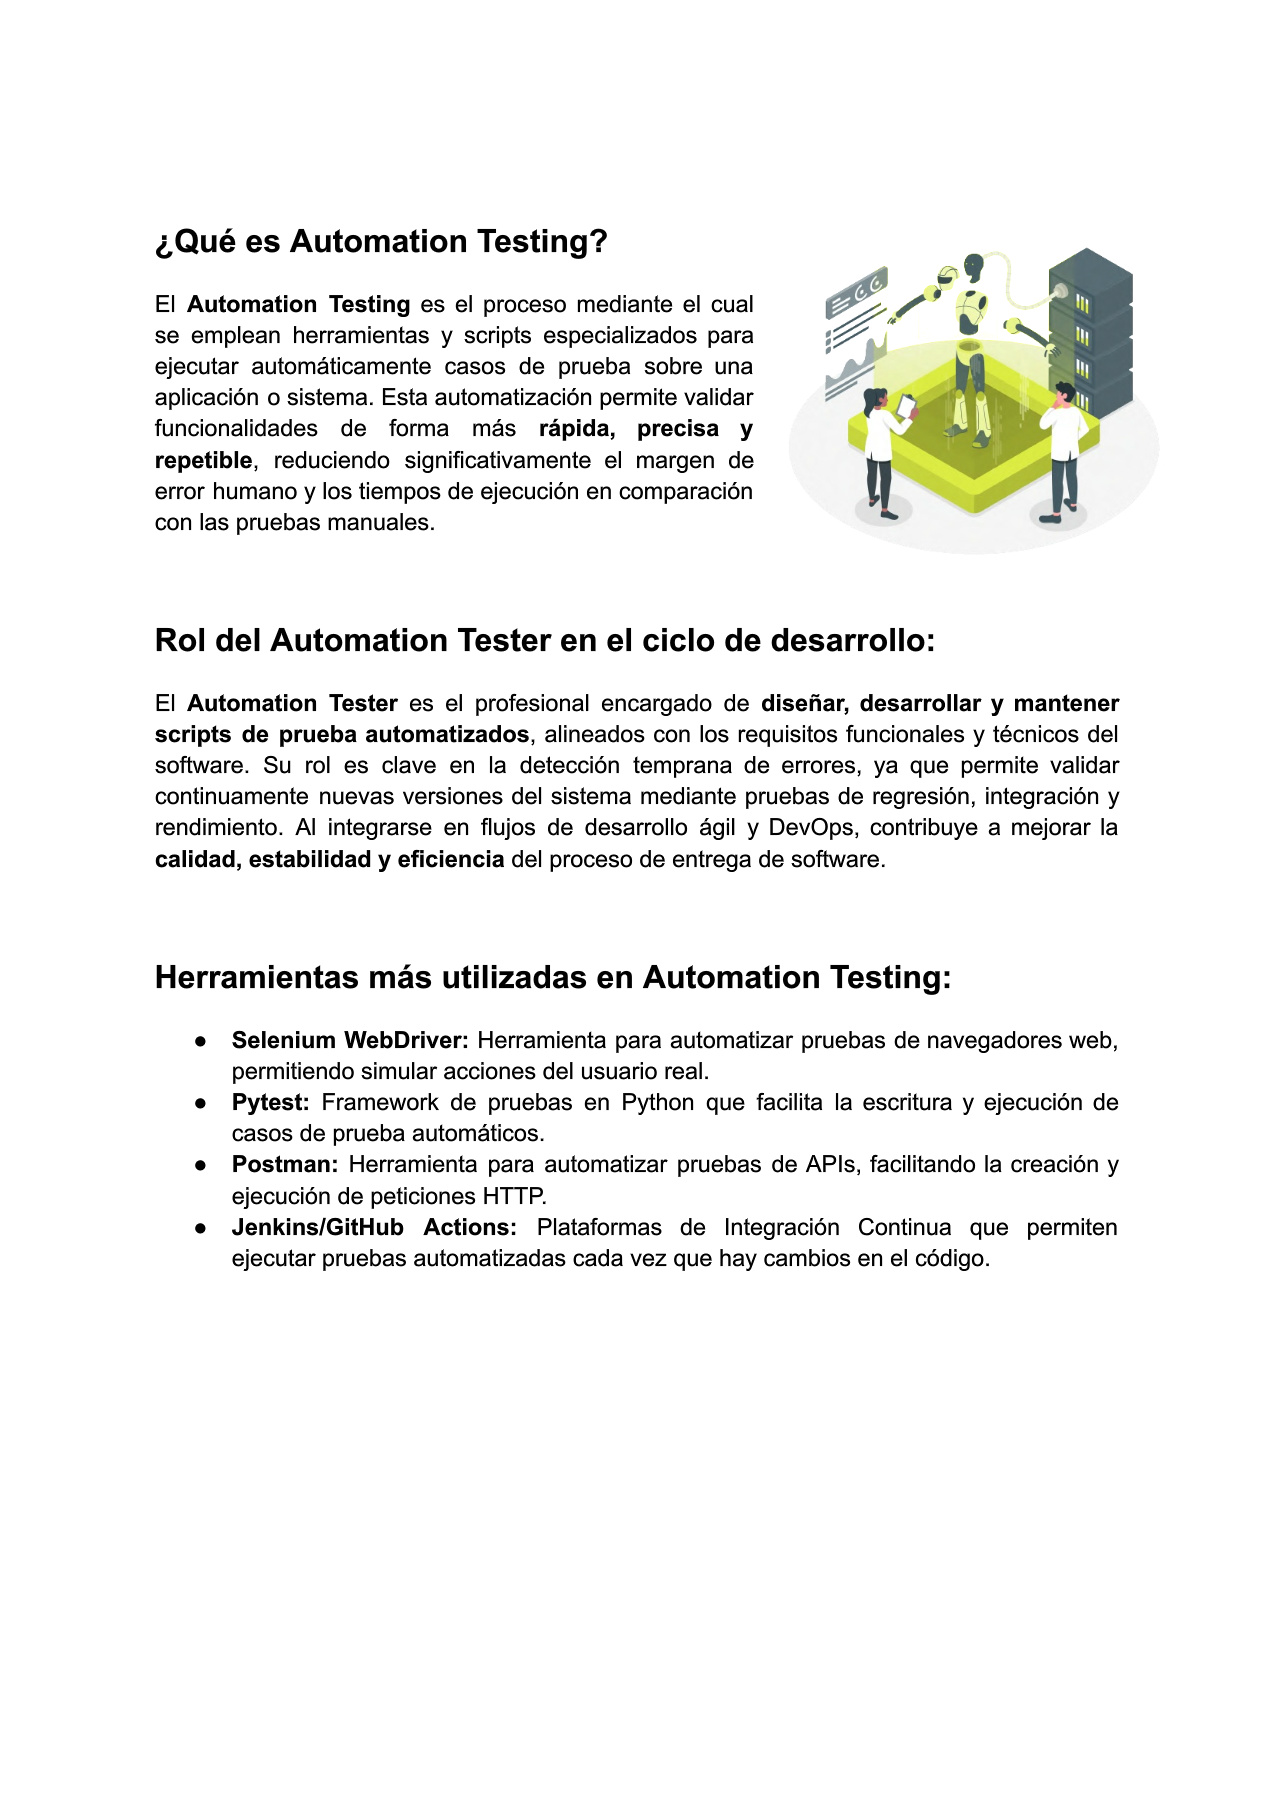 ¿Qué es Automation Testing?
El Automation Testing es el proceso mediante el cual
se emplean herramientas y scripts especializados para
ejecutar automáticamente casos de prueba sobre una
aplicación o sistema. Esta automatización permite validar
funcionalidades de forma más rápida, precisa y
repetible, reduciendo significativamente el margen de
error humano y los tiempos de ejecución en comparación
con las pruebas manuales.
Rol del Automation Tester en el ciclo de desarrollo:
El Automation Tester es el profesional encargado de diseñar, desarrollar y mantener
scripts de prueba automatizados, alineados con los requisitos funcionales y técnicos del
software. Su rol es clave en la detección temprana de errores, ya que permite validar
continuamente nuevas versiones del sistema mediante pruebas de regresión, integración y
rendimiento. Al integrarse en flujos de desarrollo ágil y DevOps, contribuye a mejorar la
calidad, estabilidad y eficiencia del proceso de entrega de software.
Herramientas más utilizadas en Automation Testing:
● Selenium WebDriver: Herramienta para automatizar pruebas de navegadores web,
permitiendo simular acciones del usuario real.
● Pytest: Framework de pruebas en Python que facilita la escritura y ejecución de
casos de prueba automáticos.
● Postman: Herramienta para automatizar pruebas de APIs, facilitando la creación y
ejecución de peticiones HTTP.
● Jenkins/GitHub Actions: Plataformas de Integración Continua que permiten
ejecutar pruebas automatizadas cada vez que hay cambios en el código.